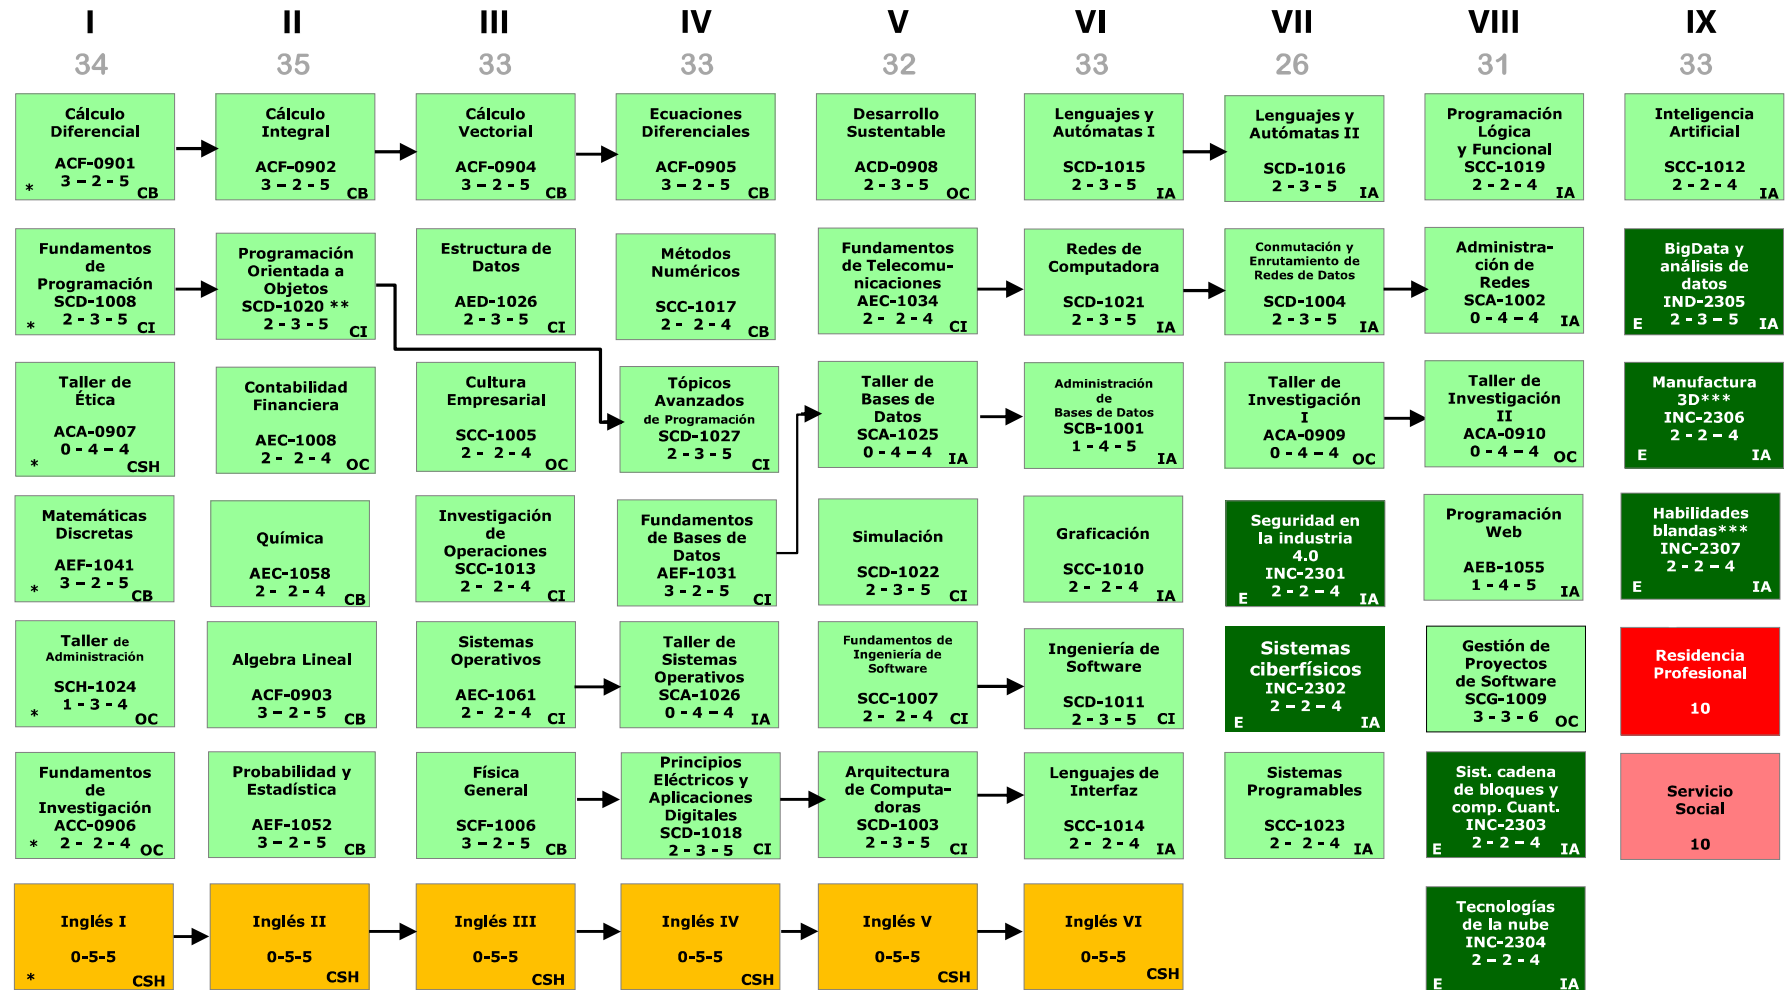 I
II
III
IV
V
VI
VII
VIII
IX
34
35
33
33
32
33
26
31
33
Cálculo
Diferencial
ACF-0901
3 – 2 - 5
*
CB
Cálculo
Integral
ACF-0902
3 – 2 - 5
CB
Cálculo
Vectorial
ACF-0904
3 – 2 - 5
CB
Ecuaciones
Diferenciales
ACF-0905
3 – 2 - 5
CB
Desarrollo
Sustentable
ACD-0908
2 - 3 - 5
OC
Lenguajes y
Autómatas I
SCD-1015
2 - 3 - 5
IA
Lenguajes y
Autómatas II
SCD-1016
2 - 3 - 5
IA
Programación
Lógica
y Funcional
SCC-1019
2 - 2 - 4
IA
Inteligencia
Artificial
SCC-1012
2 - 2 - 4
IA
Fundamentos
de
Programación
SCD-1008
2 - 3 - 5
*
CI
Programación
Orientada a
Objetos
SCD-1020 **
2 - 3 - 5
CI
Estructura de
Datos
AED-1026
2 - 3 - 5
CI
Métodos
Numéricos
SCC-1017
2 - 2 - 4
CB
Fundamentos
de Telecomu-
nicaciones
AEC-1034
2 - 2 - 4
CI
Redes de
Computadora
SCD-1021
2 - 3 - 5
IA
Conmutación y
Enrutamiento de
Redes de Datos
SCD-1004
2 - 3 - 5
IA
Administra-
ción de
Redes
SCA-1002
0 - 4 – 4
IA
BigData y
análisis de
datos
IND-2305
2 - 3 – 5
E
IA
Taller de
Ética
ACA-0907
0 - 4 - 4
*
CSH
Contabilidad
Financiera
AEC-1008
2 - 2 - 4
OC
Cultura
Empresarial
SCC-1005
2 - 2 - 4
OC
Tópicos
Avanzados
de Programación
SCD-1027
2 - 3 - 5
CI
Taller de
Bases de
Datos
SCA-1025
0 - 4 - 4
IA
Administración
de
Bases de Datos
SCB-1001
1 - 4 - 5
IA
Taller de
Investigación
I
ACA-0909
0 - 4 – 4
OC
Taller de
Investigación
II
ACA-0910
0 - 4 – 4
OC
Manufactura
3D***
INC-2306
2 - 2 – 4
E
IA
Matemáticas
Discretas
AEF-1041
3 – 2 - 5
*
CB
Química
AEC-1058
2 - 2 - 4
CB
Investigación
de
Operaciones
SCC-1013
2 - 2 - 4
CI
Fundamentos
de Bases de
Datos
AEF-1031
3 - 2 - 5
CI
Simulación
SCD-1022
2 - 3 - 5
CI
Graficación
SCC-1010
2 - 2 - 4
IA
Seguridad en
la industria
4.0
INC-2301
2 - 2 – 4
E
IA
Programación
Web
AEB-1055
1 - 4 - 5
IA
Habilidades
blandas***
INC-2307
2 - 2 – 4
E
IA
Taller de
Administración
SCH-1024
1 - 3 - 4
*
OC
Algebra Lineal
ACF-0903
3 – 2 - 5
CB
Sistemas
Operativos
AEC-1061
2 - 2 - 4
CI
Taller de
Sistemas
Operativos
SCA-1026
0 - 4 – 4
IA
Fundamentos de
Ingeniería de
Software
SCC-1007
2 - 2 - 4
CI
Ingeniería de
Software
SCD-1011
2 - 3 - 5
CI
Sistemas
ciberfísicos
INC-2302
2 - 2 – 4
E
IA
Gestión de
Proyectos
de Software
SCG-1009
3 - 3 - 6
OC
Residencia
Profesional
10
Fundamentos
de
Investigación
ACC-0906
2 - 2 - 4
*
OC
Probabilidad y
Estadística
AEF-1052
3 – 2 - 5
CB
Física
General
SCF-1006
3 – 2 - 5
CB
Principios
Eléctricos y
Aplicaciones
Digitales
SCD-1018
2 - 3 - 5
CI
Arquitectura
de Computa-
doras
SCD-1003
2 - 3 - 5
CI
Lenguajes de
Interfaz
SCC-1014
2 - 2 - 4
IA
Sistemas
Programables
SCC-1023
2 - 2 - 4
IA
Sist. cadena
de bloques y
comp. Cuant.
INC-2303
2 - 2 – 4
E
IA
Servicio
Social
10
Inglés I
0-5-5
*
CSH
Inglés II
0-5-5
CSH
Inglés III
0-5-5
CSH
Inglés IV
0-5-5
CSH
Inglés V
0-5-5
CSH
Inglés VI
0-5-5
CSH
Tecnologías
de la nube
INC-2304
2 – 2 - 4
E
IA